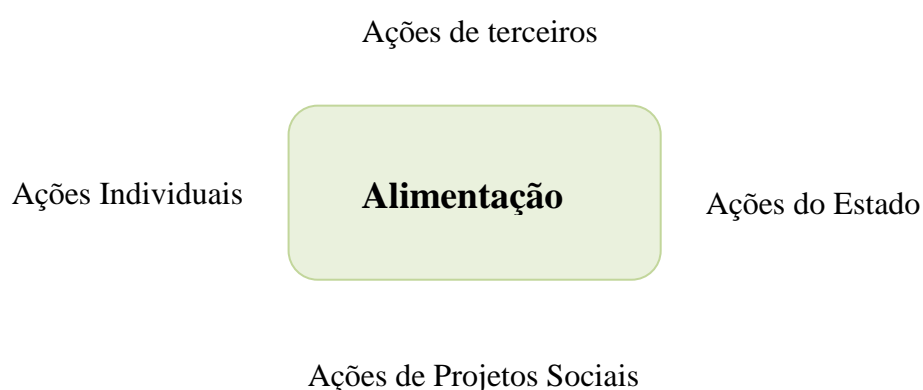 Ações de terceiros
Ações Individuais
Alimentação
Ações do Estado
Ações de Projetos Sociais